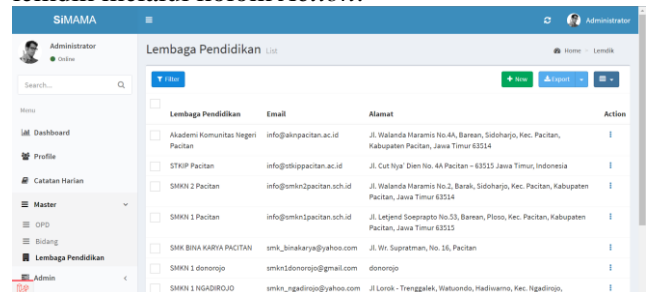 SiMAMA
Administrator
Administrator
Online
Lembaga Pendidikan List
Home > Lemdik
Search...
Filter
New
Export
Menu
Lembaga Pendidikan Email Alamat Action
Dashboard
Akademi Komunitas Negeri Pacitan info@aknpacitan.ac.id Jl. Walanda Maramis No.4A, Barean, Sidoharjo, Kec. Pacitan, Kabupaten Pacitan, Jawa Timur 63514
Profile
STKIP Pacitan info@stkippacitan.ac.id Jl. Cut Nya' Dien No. 4A Pacitan – 63515 Jawa Timur, Indonesia
Catatan Harian
SMKN 2 Pacitan info@smkn2pacitan.sch.id Jl. Walanda Maramis No.2, Barak, Sidoharjo, Kec. Pacitan, Kabupaten Pacitan, Jawa Timur 63514
Master
SMKN 1 Pacitan info@smkn1pacitan.sch.id Jl. Letjend Soeprapto No.53, Barean, Ploso, Kec. Pacitan, Kabupaten Pacitan, Jawa Timur 63515
OPD
Bidang
SMK BINA KARYA PACITAN smk_binakarya@yahoo.com Jl. Wr. Supratman, No. 16, Pacitan
Lembaga Pendidikan
SMKN 1 donorojo smkn1donorojo@gmail.com donorojo
Admin
SMKN 1 NGADIROJO smkn_ngadirojo@yahoo.com Jl Lorok - Trenggalek, Watuondo, Hadiwarno, Kec. Ngadirojo,